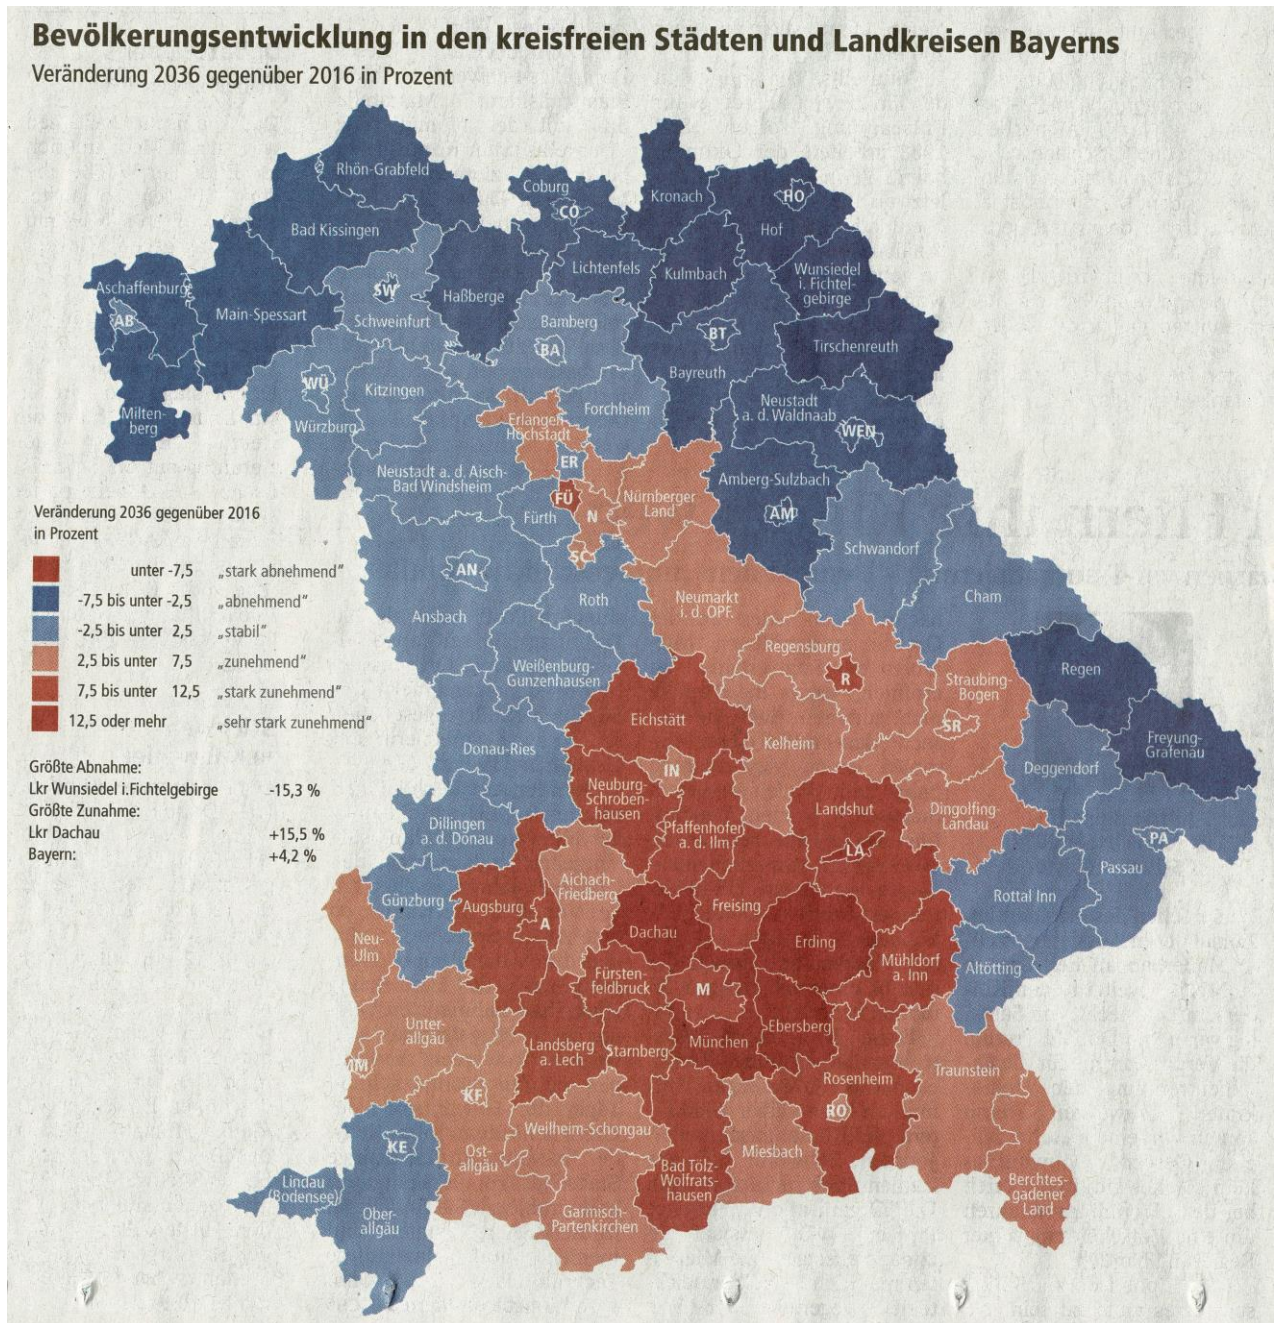 Bevölkerungsentwicklung in den kreisfreien Städten und Landkreisen Bayerns
Veränderung 2036 gegenüber 2016 in Prozent
Rhön-Grabfeld
Coburg
CO
Kronach
HO
Hof
Bad Kissingen
Lichtenfels
Kulmbach
Wunsiedel
i. Fichtel-
gebirge
Aschaffenburg
AB
SW
Haßberge
Main-Spessart
Schweinfurt
Bamberg
BA
BT
Tirschenreuth
Bayreuth
WÜ
Kitzingen
Milten-
berg
Würzburg
Erlangen
Höchstadt
Forchheim
Neustadt
a. d. Waldnaab
WEN
ER
Neustadt a. d. Aisch-
Bad Windsheim
Amberg-Sulzbach
AM
FÜ
Fürth
N
Nürnberger
Land
SC
Schwandorf
AN
Ansbach
Roth
Neumarkt
i. d. OPF.
Cham
Veränderung 2036 gegenüber 2016
in Prozent
unter -7,5 „stark abnehmend“
-7,5 bis unter -2,5 „abnehmend“
-2,5 bis unter 2,5 „stabil“
2,5 bis unter 7,5 „zunehmend“
7,5 bis unter 12,5 „stark zunehmend“
12,5 oder mehr „sehr stark zunehmend“
Weißenburg-
Gunzenhausen
Regensburg
R
Straubing-
Bogen
SR
Regen
Eichstätt
Kelheim
Freyung-
Grafenau
Donau-Ries
IN
Deggendorf
Größte Abnahme:
Lkr Wunsiedel i.Fichtelgebirge -15,3 %
Größte Zunahme:
Lkr Dachau +15,5 %
Bayern: +4,2 %
Neuburg-
Schroben-
hausen
Landshut
LA
Dingolfing-
Landau
Dillingen
a. d. Donau
Pfaffenhofen
a. d. Ilm
PA
Passau
Günzburg
Augsburg
A
Aichach-
Friedberg
Freising
Rottal Inn
Neu-
Ulm
Dachau
Erding
Mühldorf
a. Inn
Altötting
Fürsten-
feldbruck
M
Unter-
allgäu
Landsberg
a. Lech
Starnberg
München
Ebersberg
MM
KF
Rosenheim
RO
Traunstein
Weilheim-Schongau
KE
Ost-
allgäu
Miesbach
Bad Tölz-
Wolfrats-
hausen
Lindau
(Bodensee)
Ober-
allgäu
Garmisch-
Partenkirchen
Berchtes-
gadener
Land